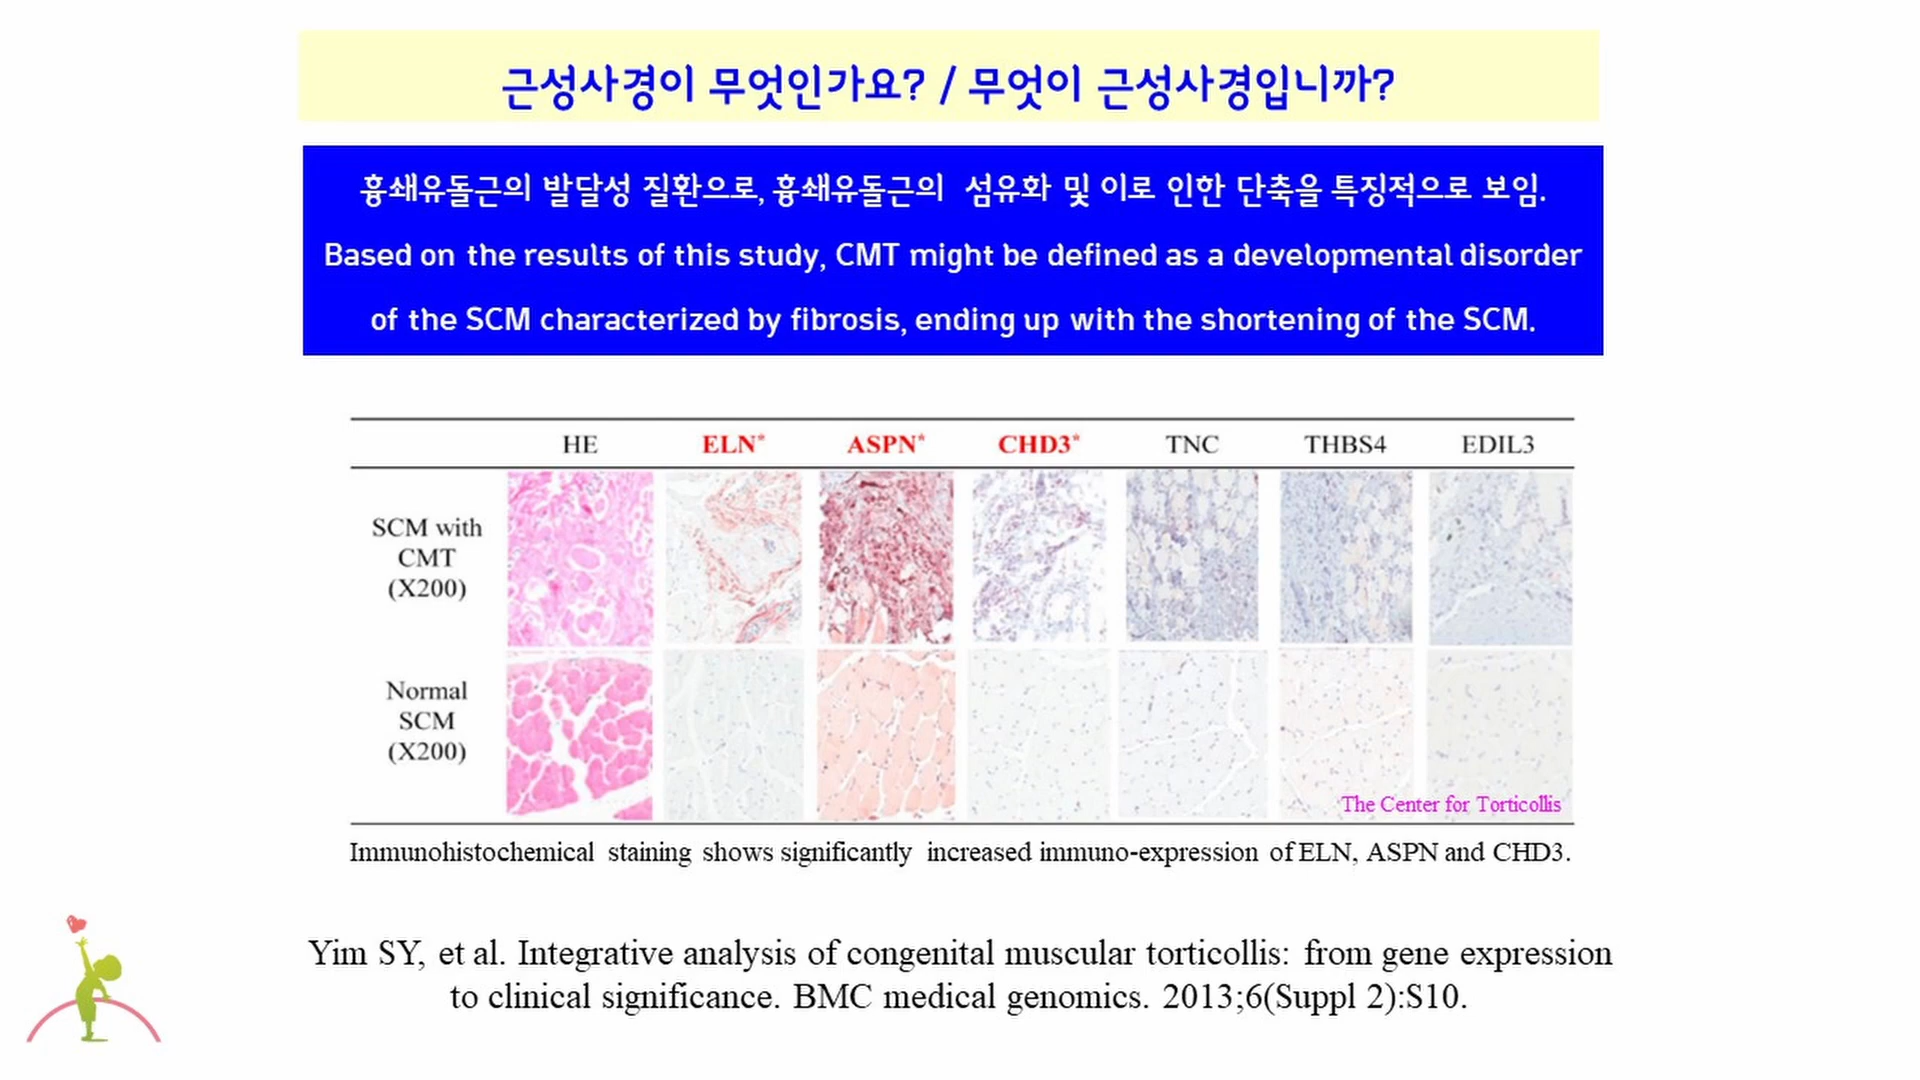 근성사경이 무엇인가요? / 무엇이 근성사경입니까?
흉쇄유돌근의 발달성 질환으로, 흉쇄유돌근의 섬유화 및 이로 인한 단축을 특징적으로 보임.
Based on the results of this study, CMT might be defined as a developmental disorder
of the SCM characterized by fibrosis, ending up with the shortening of the SCM.
HE ELN* ASPN* CHD3* TNC THBS4 EDIL3
SCM with
CMT
(X200)
Normal
SCM
(X200)
The Center for Torticollis
Immunohistochemical staining shows significantly increased immuno-expression of ELN, ASPN and CHD3.
Yim SY, et al. Integrative analysis of congenital muscular torticollis: from gene expression
to clinical significance. BMC medical genomics. 2013;6(Suppl 2):S10.